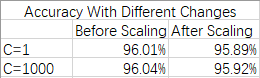 Accuracy With Different Changes
Before Scaling After Scaling
C=1 96.01% 95.89%
C=1000 96.04% 95.92%